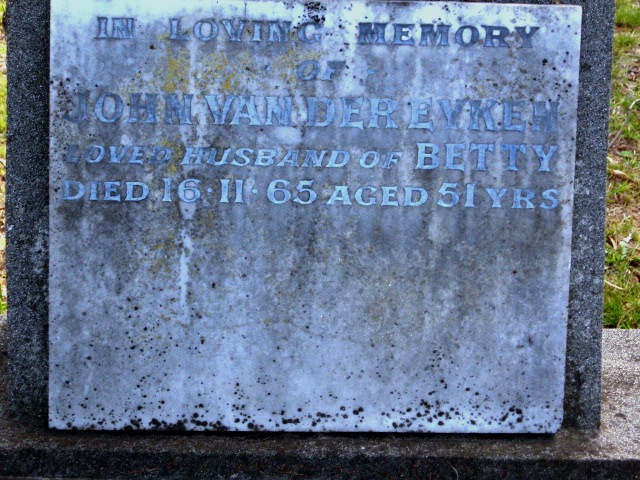 IN LOVING MEMORY
· OF ·
JOHN VAN DER EYKEN
LOVED HUSBAND OF BETTY
DIED 16·11·65 AGED 51 YRS